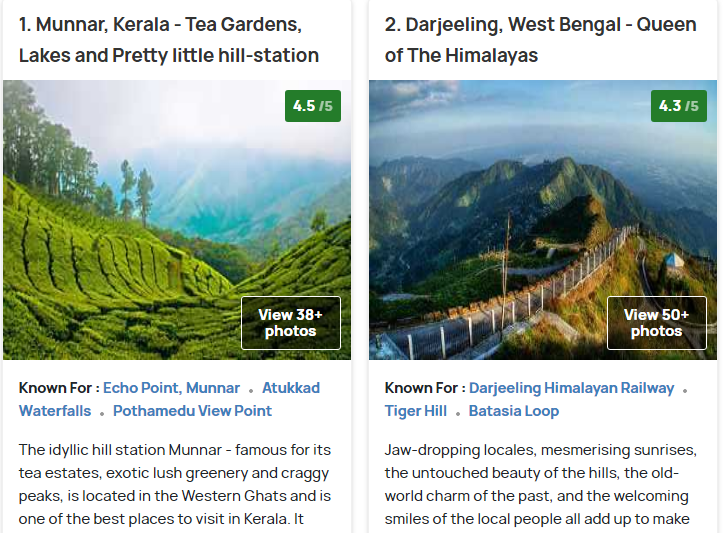 1. Munnar, Kerala - Tea Gardens,
Lakes and Pretty little hill-station
4.5 /5
View 38+
photos
Known For : Echo Point, Munnar • Atukkad
Waterfalls • Pothamedu View Point
The idyllic hill station Munnar - famous for its
tea estates, exotic lush greenery and craggy
peaks, is located in the Western Ghats and is
one of the best places to visit in Kerala. It
2. Darjeeling, West Bengal - Queen
of The Himalayas
4.3 /5
View 50+
photos
Known For : Darjeeling Himalayan Railway •
Tiger Hill • Batasia Loop
Jaw-dropping locales, mesmerising sunrises,
the untouched beauty of the hills, the old-
world charm of the past, and the welcoming
smiles of the local people all add up to make